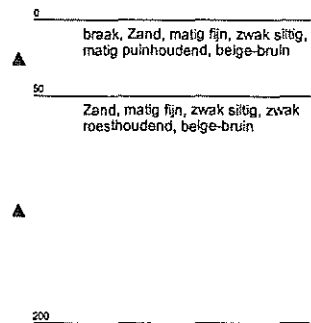 0
braak, Zand, matig fijn, zwak siltig,
matig puinhoudend, beige-bruin
50
Zand, matig fijn, zwak siltig, zwak
roesthoudend, beige-bruin
200